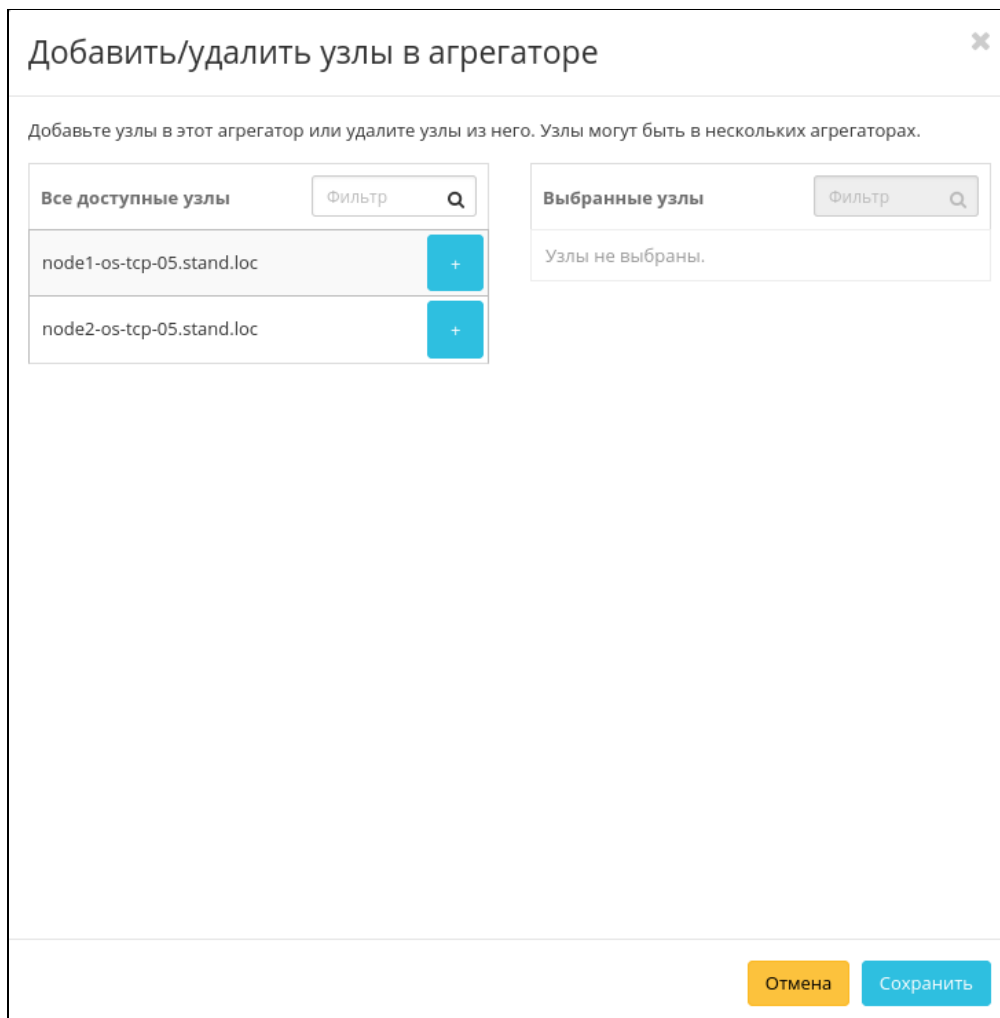 Добавить/удалить узлы в агрегаторе
Добавьте узлы в этот агрегатор или удалите узлы из него. Узлы могут быть в нескольких агрегаторах.
Все доступные узлы
Фильтр
node1-os-tcp-05.stand.loc
+
node2-os-tcp-05.stand.loc
+
Выбранные узлы
Фильтр
Узлы не выбраны.
Отмена
Сохранить